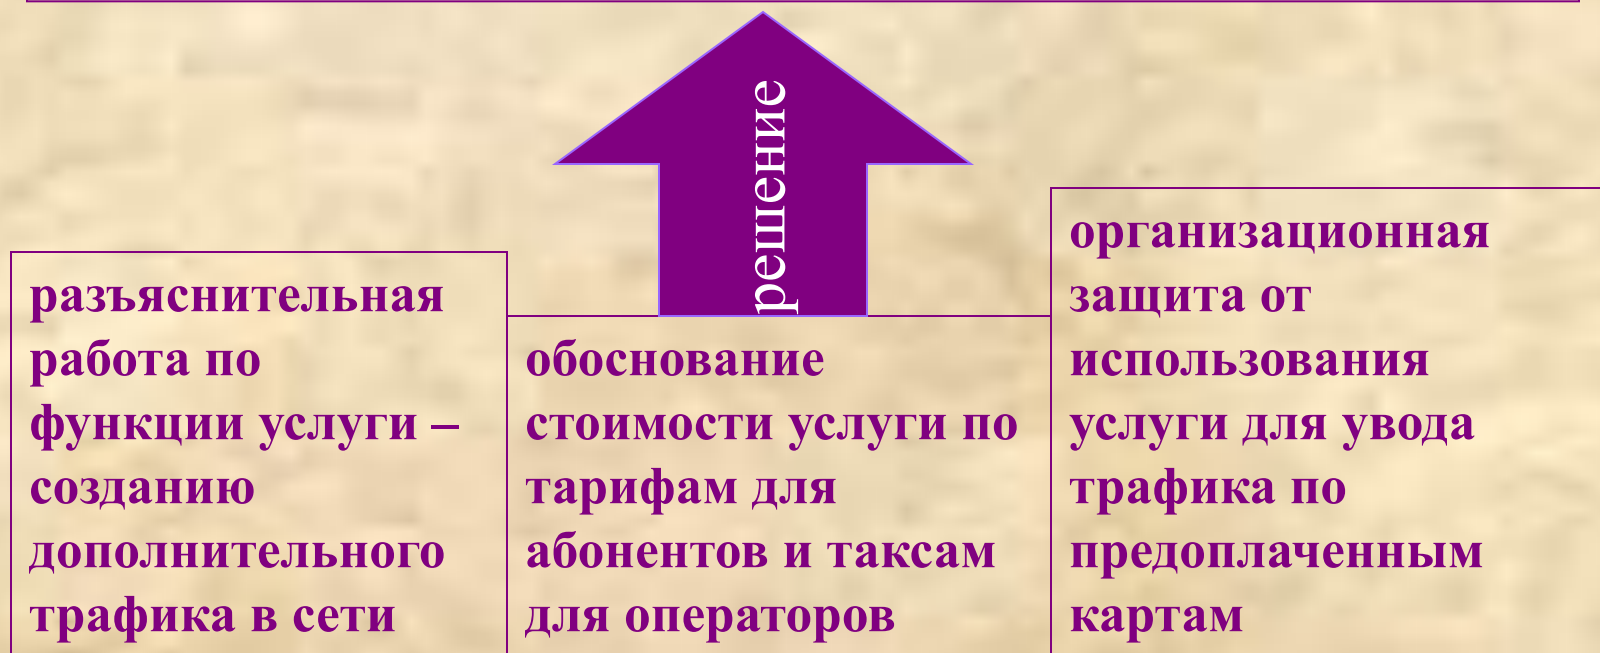 решение
разъяснительная
работа по
функции услуги –
созданию
дополнительного
трафика в сети
обоснование
стоимости услуги по
тарифам для
абонентов и таксам
для операторов
организационная
защита от
использования
услуги для увода
трафика по
предоплаченным
картам